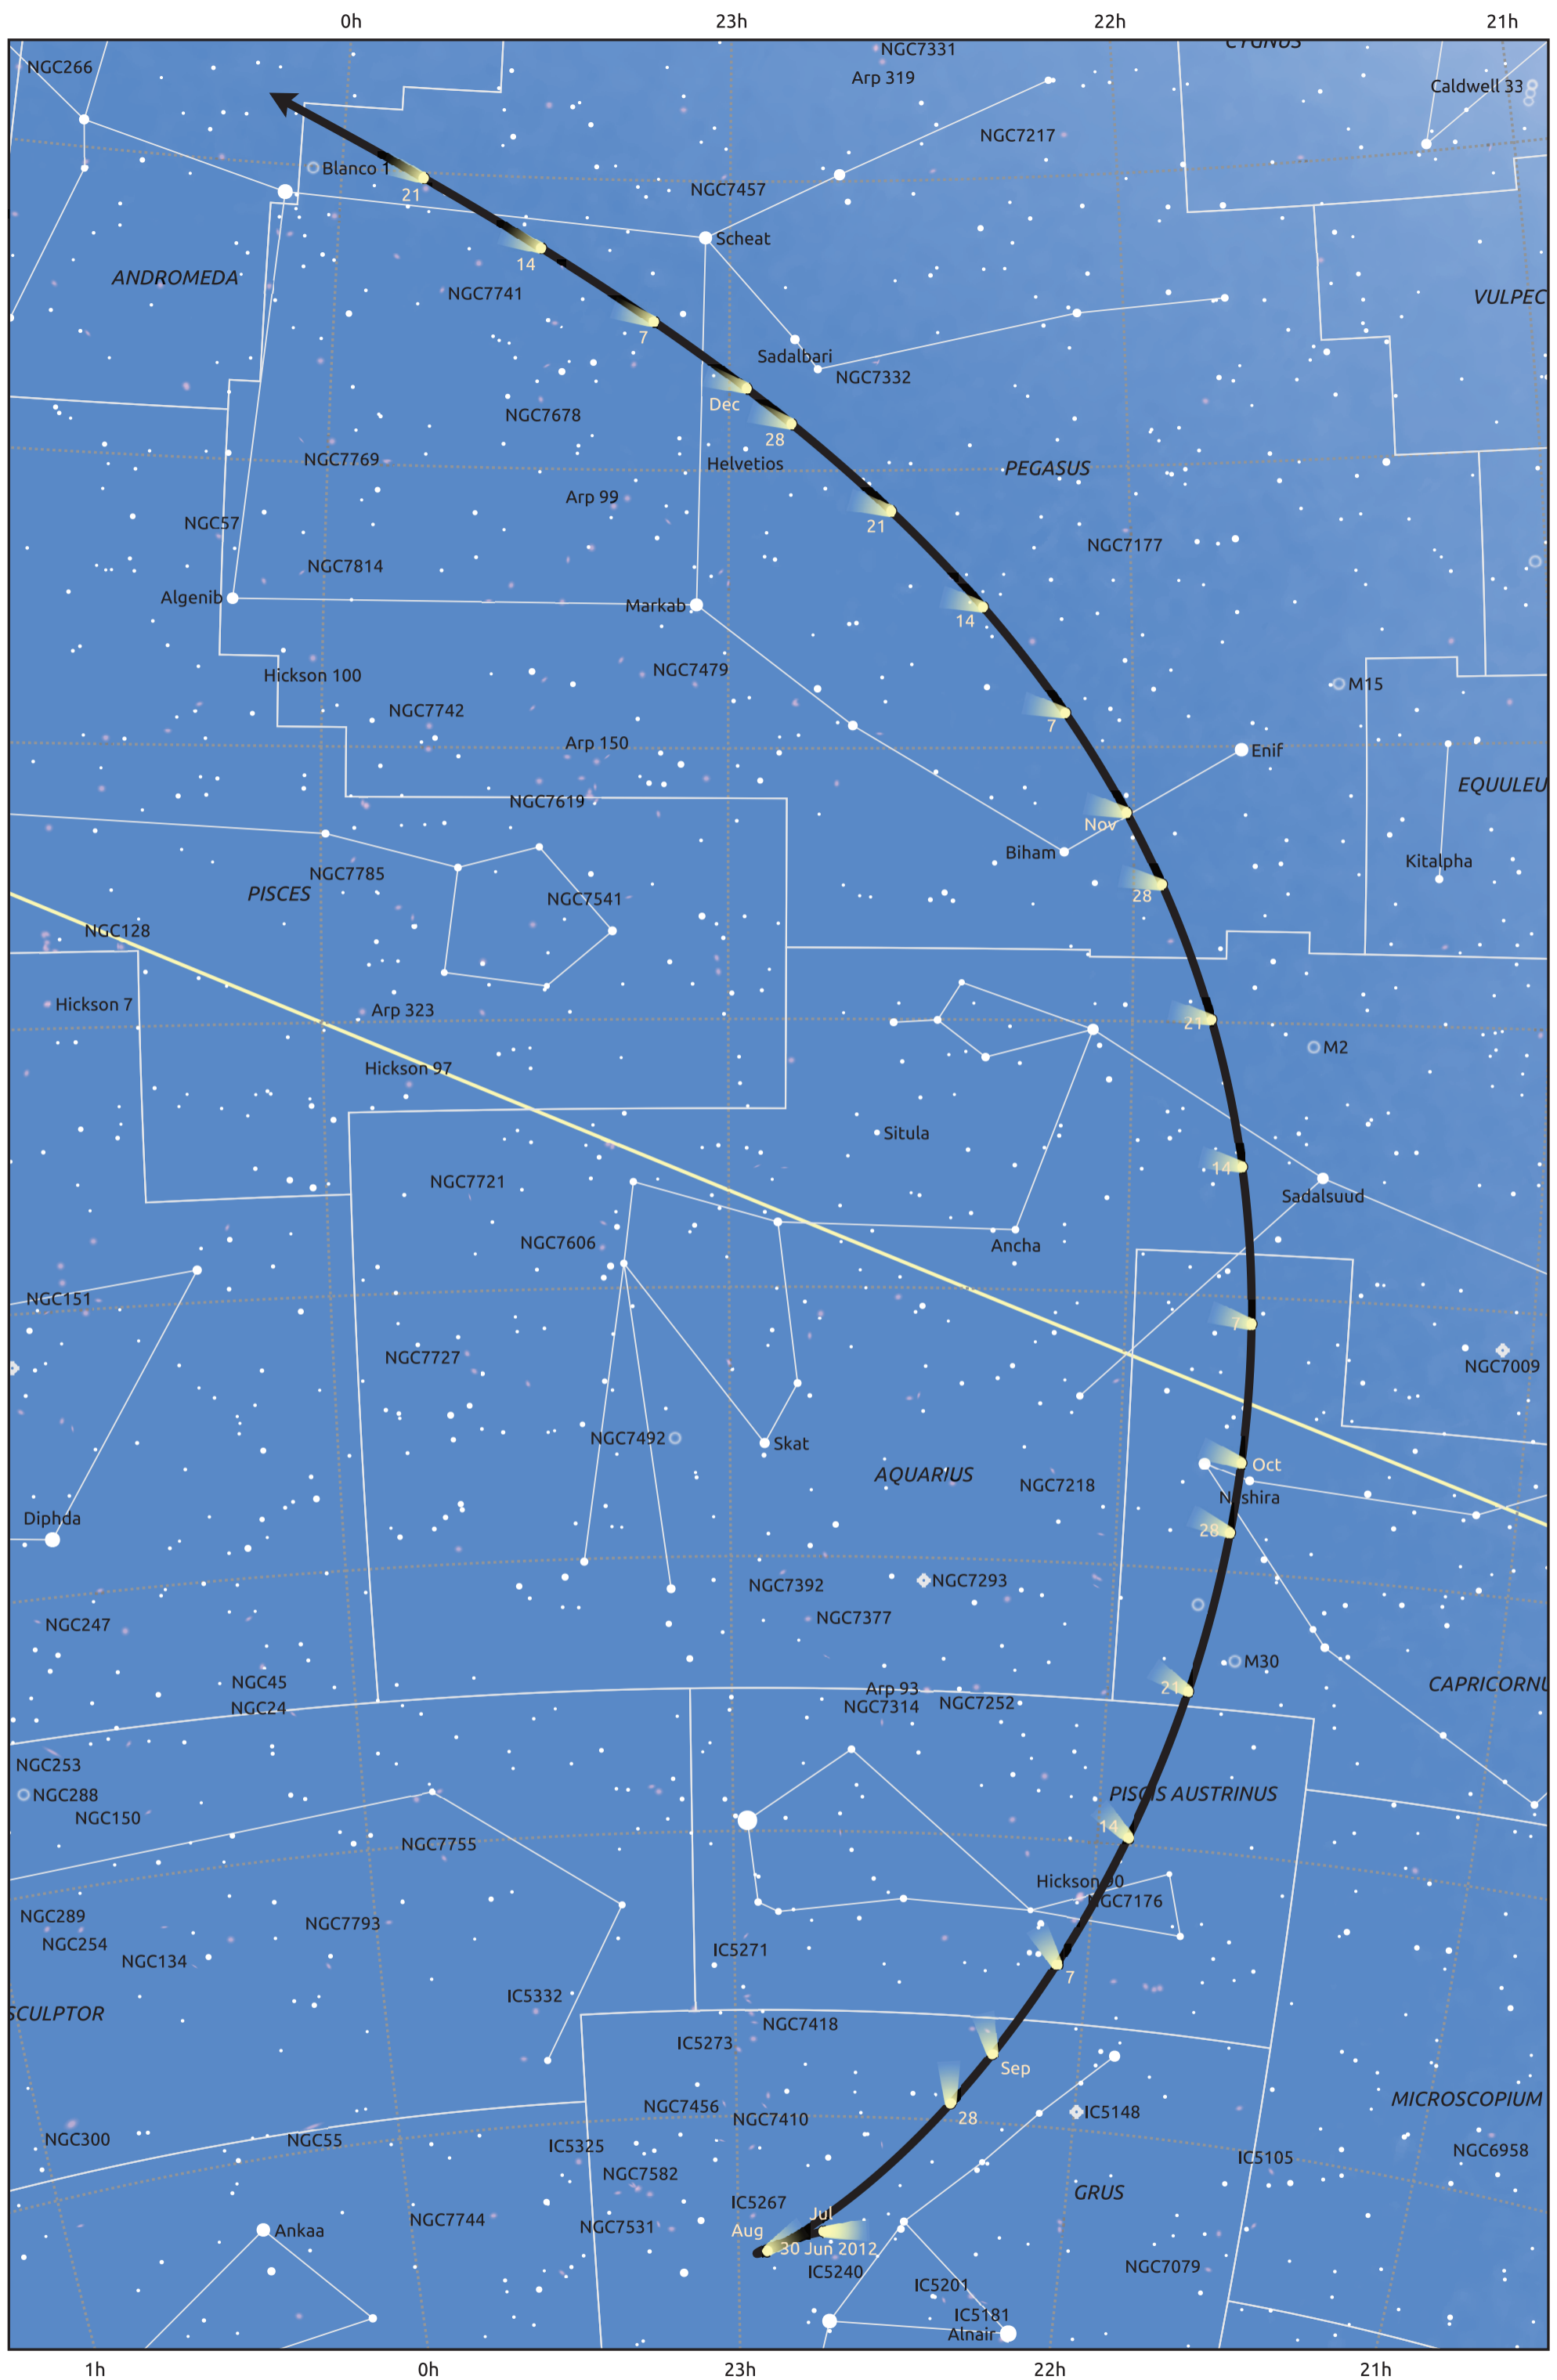 0h
23h
22h
21h
CYGNUS
NGC7331
NGC266
Arp 319
Caldwell 33
NGC7217
Blanco 1
NGC7457
21
Scheat
14
ANDROMEDA
NGC7741
VULPEC
7
Sadalbari
NGC7332
Dec
NGC7678
28
NGC7769
Helvetios
PEGASUS
Arp 99
NGC57
21
NGC7177
NGC7814
Algenib
Markab
14
Hickson 100
NGC7479
M15
NGC7742
7
Arp 150
Enif
EQUULEU
NGC7619
Nov
Biham
Kitalpha
NGC7785
PISCES
NGC7541
28
NGC128
Hickson 7
Arp 323
21
M2
Hickson 97
Situla
NGC7721
14
Sadalsuud
NGC7606
Ancha
NGC151
7
NGC7727
NGC7009
NGC7492
Skat
AQUARIUS
Oct
NGC7218
Nashira
Diphda
28
NGC7392
NGC7293
NGC247
NGC7377
M30
NGC45
Arp 93
21
CAPRICORNU
NGC24
NGC7314
NGC7252
NGC253
NGC288
PISCIS AUSTRINUS
NGC150
14
NGC7755
Hickson 90
NGC7176
NGC289
NGC7793
NGC254
IC5271
NGC134
7
IC5332
SCULPTOR
NGC7418
IC5273
Sep
NGC7456
NGC7410
28
IC5148
MICROSCOPIUM
NGC300
NGC55
IC5325
IC5105
NGC6958
NGC7582
GRUS
IC5267
Jul
NGC7744
NGC7531
Aug
Ankaa
30 Jun 2012
IC5240
NGC7079
IC5201
IC5181
Alnair
1h
0h
23h
22h
21h